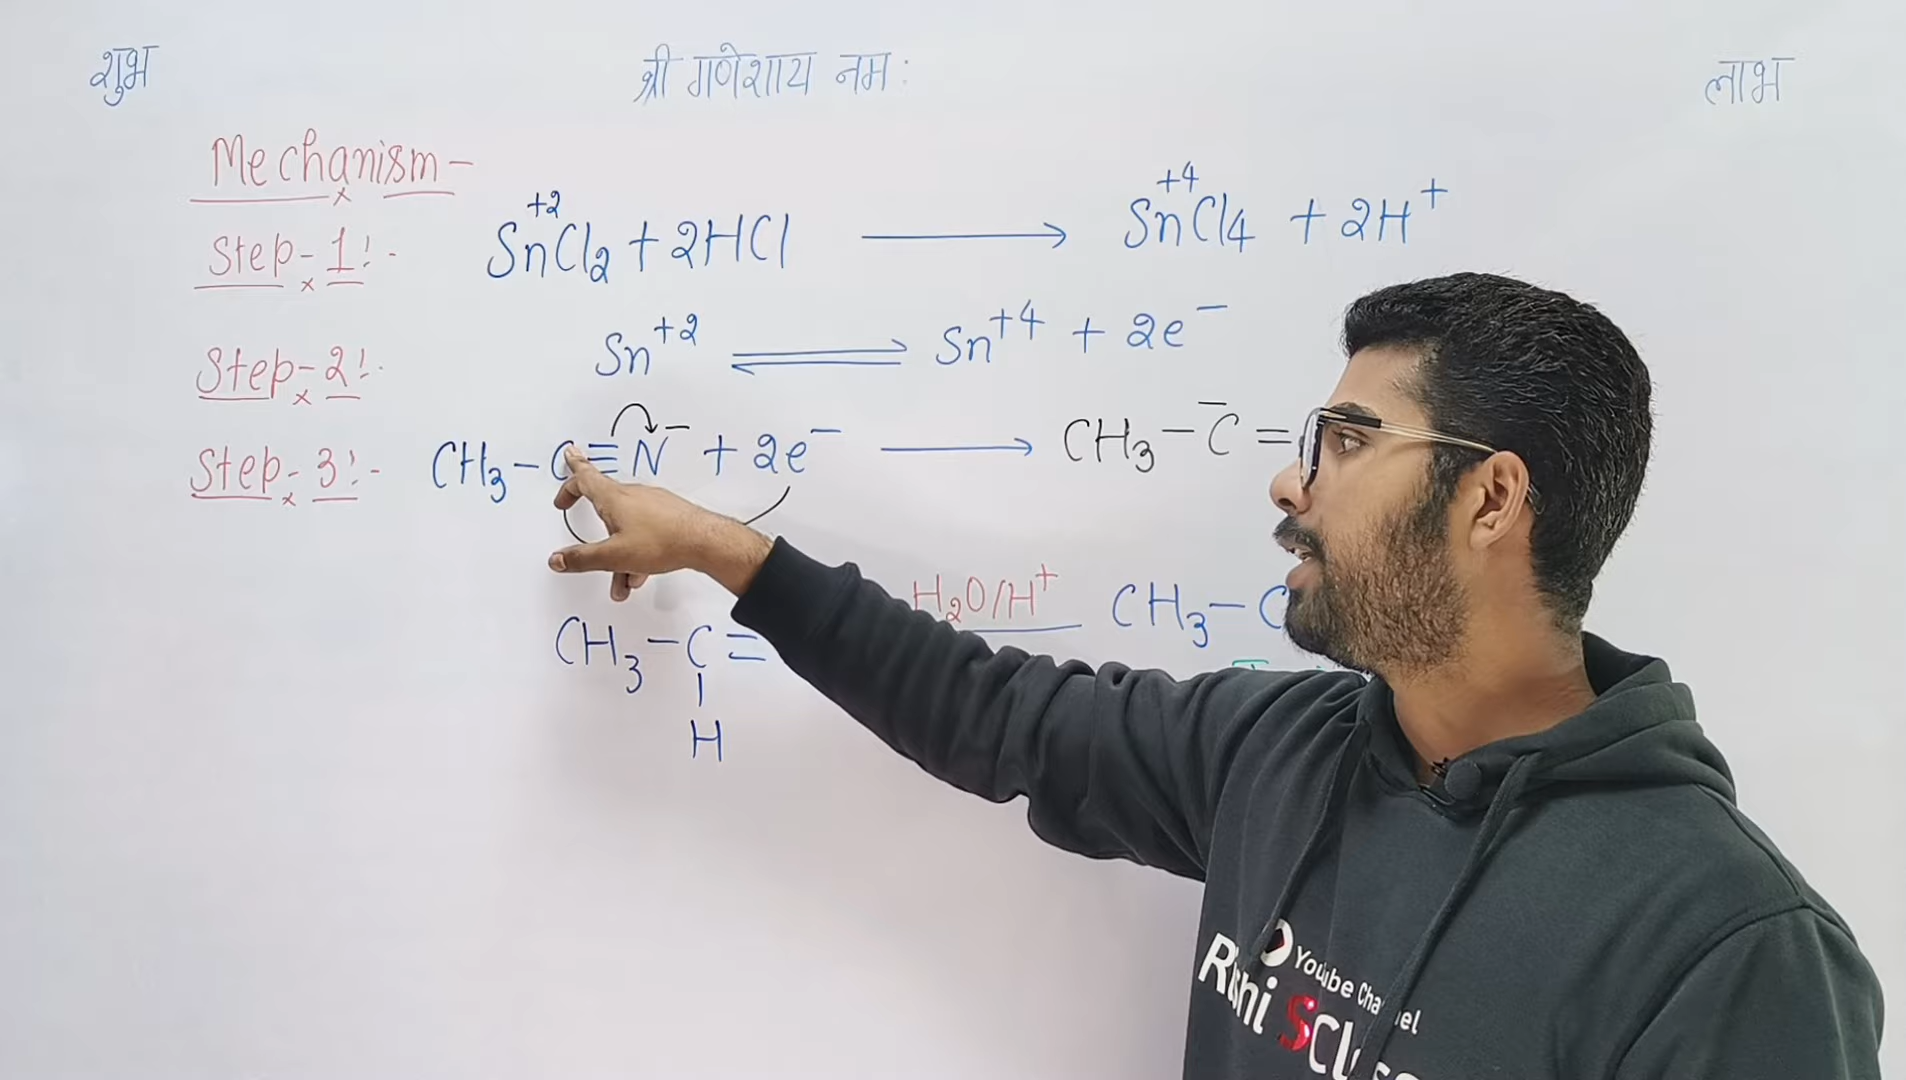 शुभ श्री गणेशाय नम: लाभ
Mechanism-
Step-1!- SnCl2 + 2HCl → SnCl4 + 2H+
+2 +4
Step-2!- Sn+2 ⇌ Sn+4 + 2e-
Step-3!- CH3-C≡N- + 2e- → CH3-C̅=
H2O/H+ CH3-C
CH3-C=
H
YouTube Channel
Rishi SCl